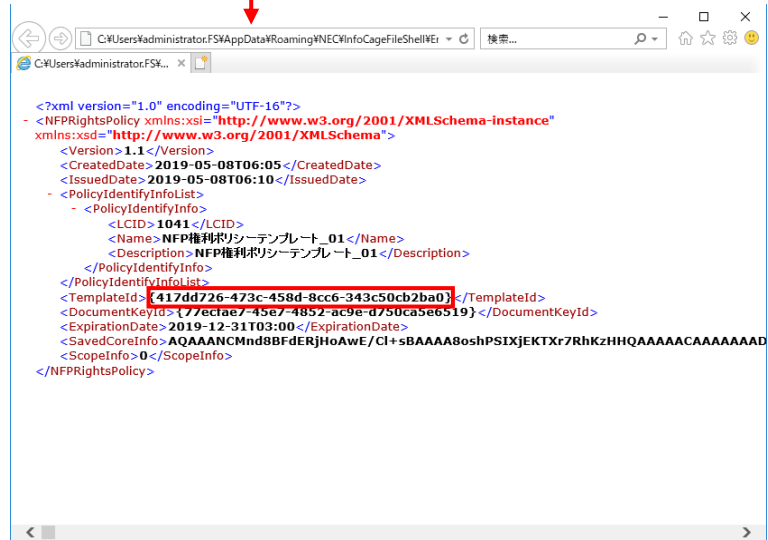 C:¥Users¥administrator.FS¥AppData¥Roaming¥NEC¥InfoCageFileShell¥Er
検索...
C:¥Users¥administrator.FS¥...
<?xml version="1.0" encoding="UTF-16"?>
- <NFPRightsPolicy xmlns:xsi="http://www.w3.org/2001/XMLSchema-instance"
xmlns:xsd="http://www.w3.org/2001/XMLSchema">
<Version>1.1</Version>
<CreatedDate>2019-05-08T06:05</CreatedDate>
<IssuedDate>2019-05-08T06:10</IssuedDate>
- <PolicyIdentifyInfoList>
- <PolicyIdentifyInfo>
<LCID>1041</LCID>
<Name>NFP権利ポリシーテンプレート_01</Name>
<Description>NFP権利ポリシーテンプレート_01</Description>
</PolicyIdentifyInfo>
</PolicyIdentifyInfoList>
<TemplateId>{417dd726-473c-458d-8cc6-343c50cb2ba0}</TemplateId>
<DocumentKeyId>{77ecfae7-45e7-4852-ac9e-d750ca5e6519}</DocumentKeyId>
<ExpirationDate>2019-12-31T03:00</ExpirationDate>
<SavedCoreInfo>AQAAANCMnd8BFdERjHoAwE/Cl+sBAAAA8oshPSIXjEKTXr7RhKzHHQAAAAACAAAAAAAD
<ScopeInfo>0</ScopeInfo>
</NFPRightsPolicy>